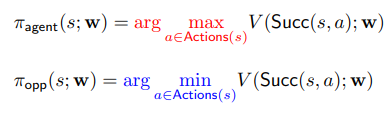 π_agent(s; w) = arg max_{a∈Actions(s)} V(Succ(s, a); w)
π_opp(s; w) = arg min_{a∈Actions(s)} V(Succ(s, a); w)